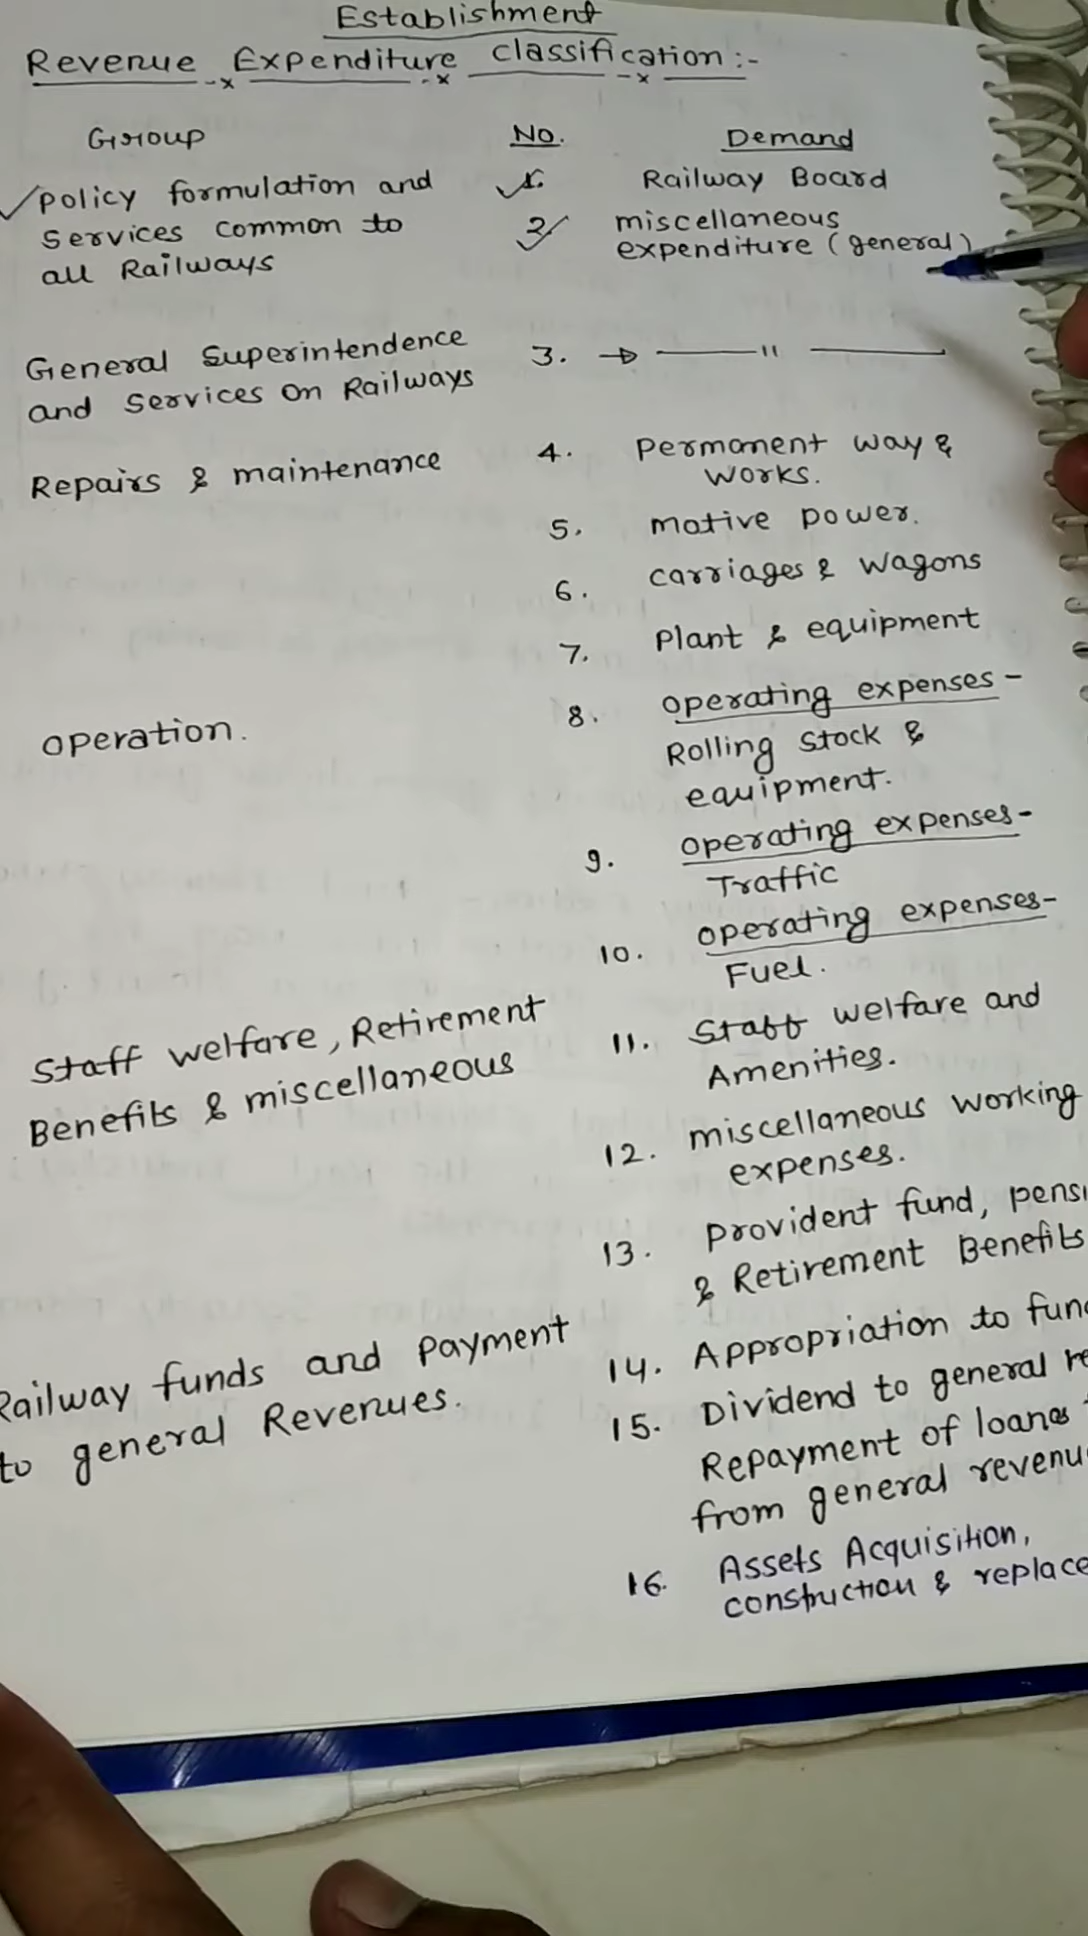 Establishment
Revenue Expenditure classification :-
Group No. Demand
policy formulation and 1. Railway Board
Services common to 2 miscellaneous
all Railways expenditure (general)
General Superintendence 3. → —— 〃 ——
and services on Railways
Repairs & maintenance 4. permanent way &
works.
5. motive power.
6. carriages & wagons
7. Plant & equipment
operation. 8. operating expenses -
Rolling stock &
equipment.
9. operating expenses -
Traffic
10. operating expenses -
Fuel.
Staff welfare, Retirement 11. Staff welfare and
Benefits & miscellaneous Amenities.
12. miscellaneous working
expenses.
13. provident fund,
& Retirement Benefits
Railway funds and payment 14. Appropriation to
to general Revenues. 15. Dividend to general
Repayment of loans
from general
16. Assets Acquisition,
construction &